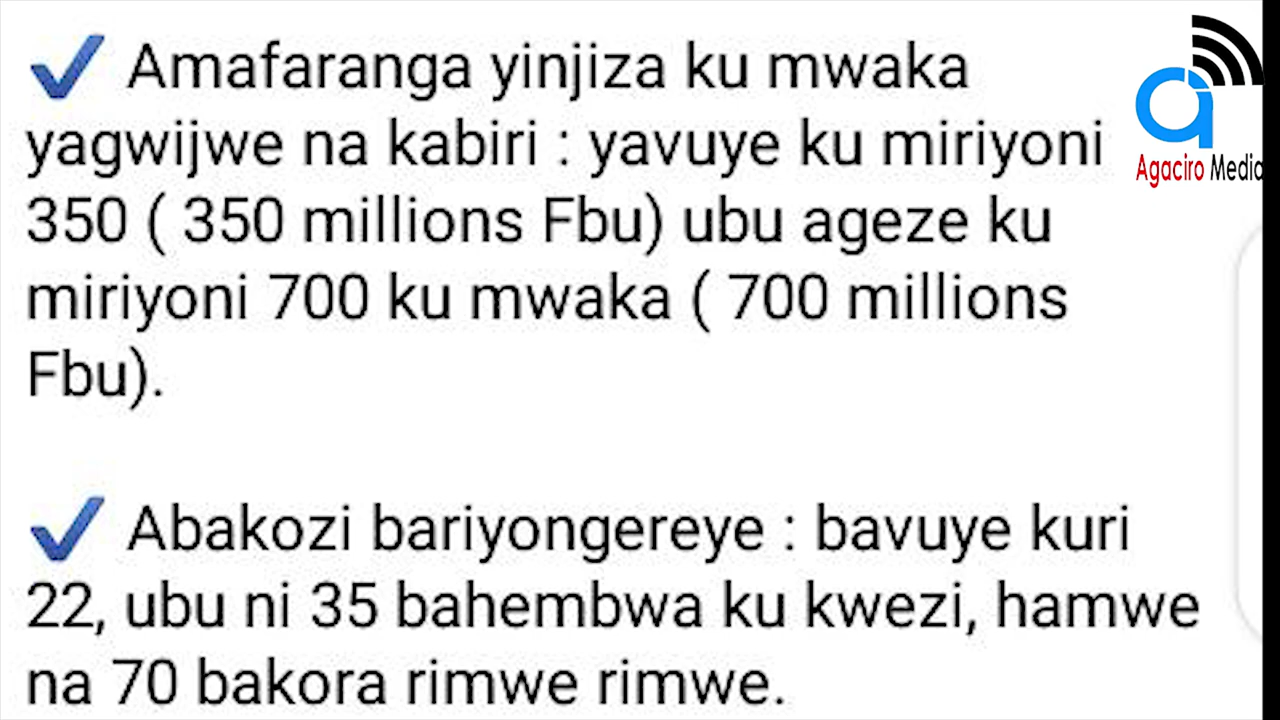 ✔ Amafaranga yinjiza ku mwaka
yagwijwe na kabiri : yavuye ku miriyoni
350 ( 350 millions Fbu) ubu ageze ku
miriyoni 700 ku mwaka ( 700 millions
Fbu).
✔ Abakozi bariyongereye : bavuye kuri
22, ubu ni 35 bahembwa ku kwezi, hamwe
na 70 bakora rimwe rimwe.
Agaciro Media